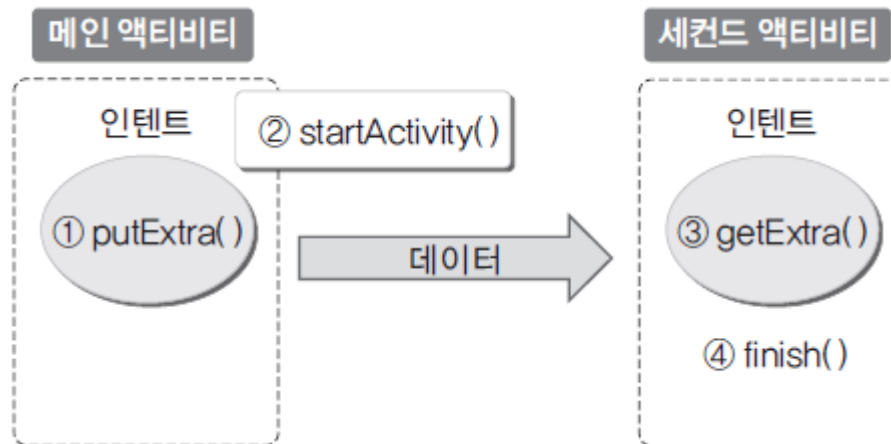 메인 액티비티
인텐트
① putExtra( )
② startActivity( )
데이터
세컨드 액티비티
인텐트
③ getExtra( )
④ finish( )